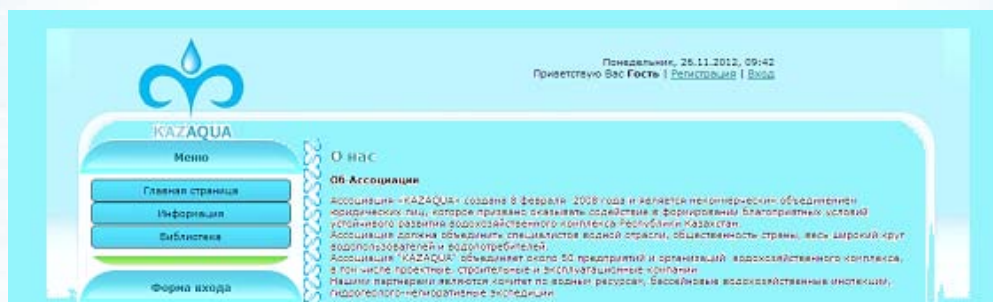 Понедельник, 26.11.2012, 09:42
Приветствую Вас Гость | Регистрация | Вход
KAZAQUA
Меню
Главная страница
Информация
Библиотека
Форма входа
О нас
Об Ассоциации
Ассоциация «KAZAQUA» создана 8 февраля 2008 года и является некоммерческим объединением
юридических лиц, которое призвано оказывать содействие в формировании благоприятных условий
устойчивого развития водохозяйственного комплекса Республики Казахстан.
Ассоциация должна объединить специалистов водной отрасли, общественность страны, весь широкий круг
водопользователей и водопотребителей.
Ассоциация "KAZAQUA" объединяет около 50 предприятий и организаций водохозяйственного комплекса,
в том числе проектные, строительные и эксплуатационные компании
Нашими партнерами являются комитет по водным ресурсам, бассейновые водохозяйственные инспекции,
гидрогеолого-мелиоративные экспедиции